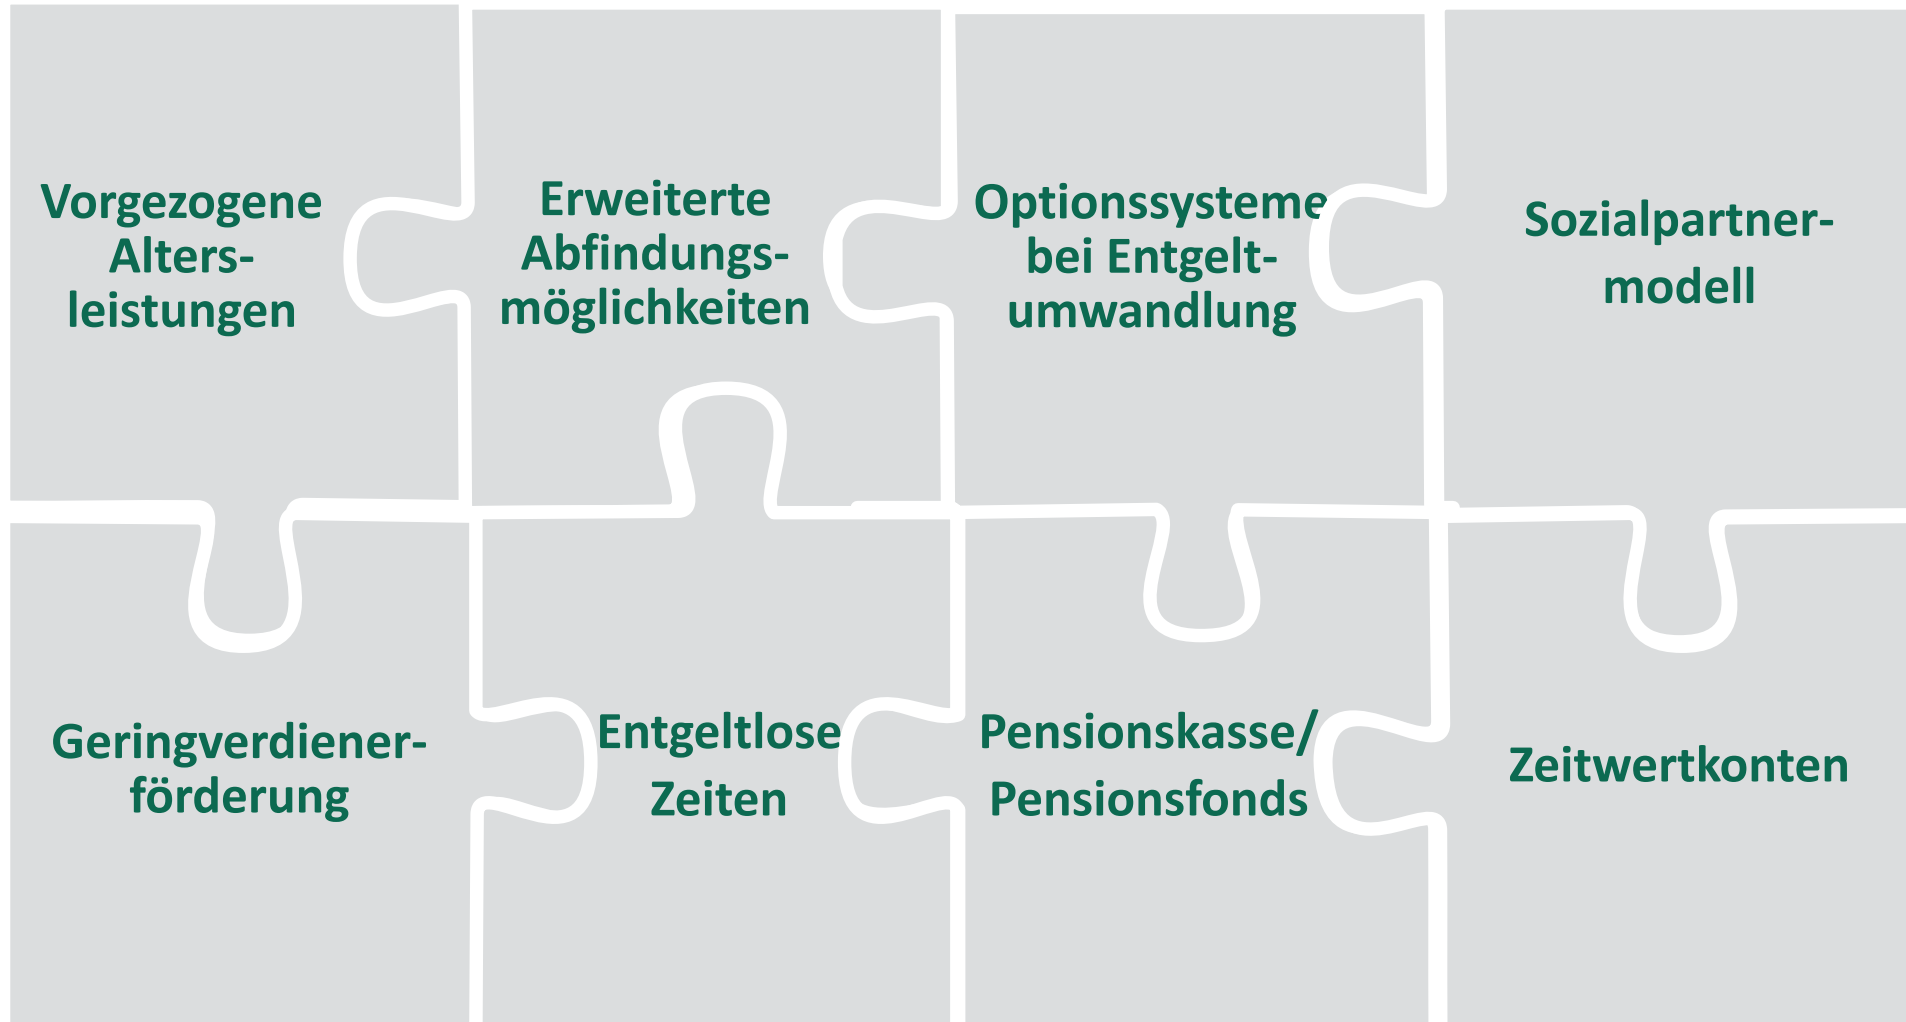 Vorgezogene
Alters-
leistungen
Erweiterte
Abfindungs-
möglichkeiten
Optionssysteme
bei Entgelt-
umwandlung
Sozialpartner-
modell
Geringverdiener-
förderung
Entgeltlose
Zeiten
Pensionskasse/
Pensionsfonds
Zeitwertkonten